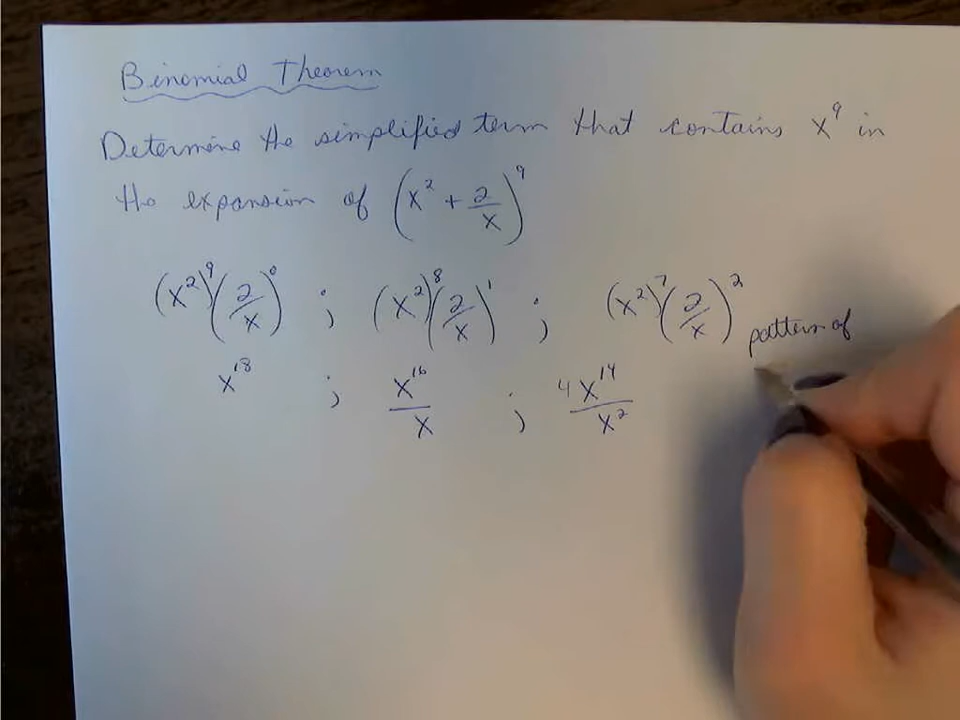 Binomial Theorem
Determine the simplified term that contains x⁹ in
the expansion of (x² + 2/x)⁹
(x²)⁹(2/x)⁰ ; (x²)⁸(2/x)¹ ; (x²)⁷(2/x)²
pattern of
x¹⁸ ; x¹⁶/x ; 4x¹⁴/x²